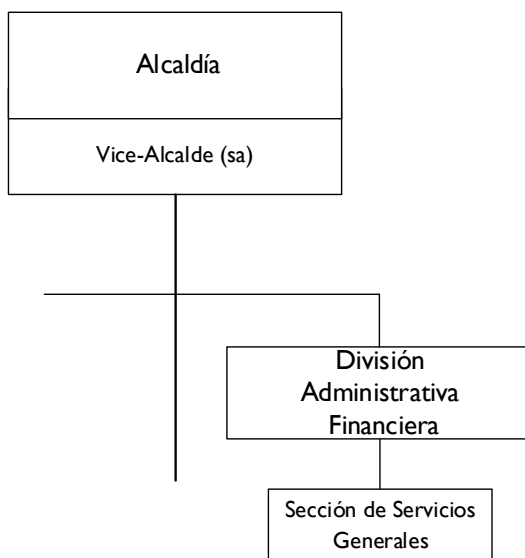 Alcaldía
Vice-Alcalde (sa)
División
Administrativa
Financiera
Sección de Servicios
Generales